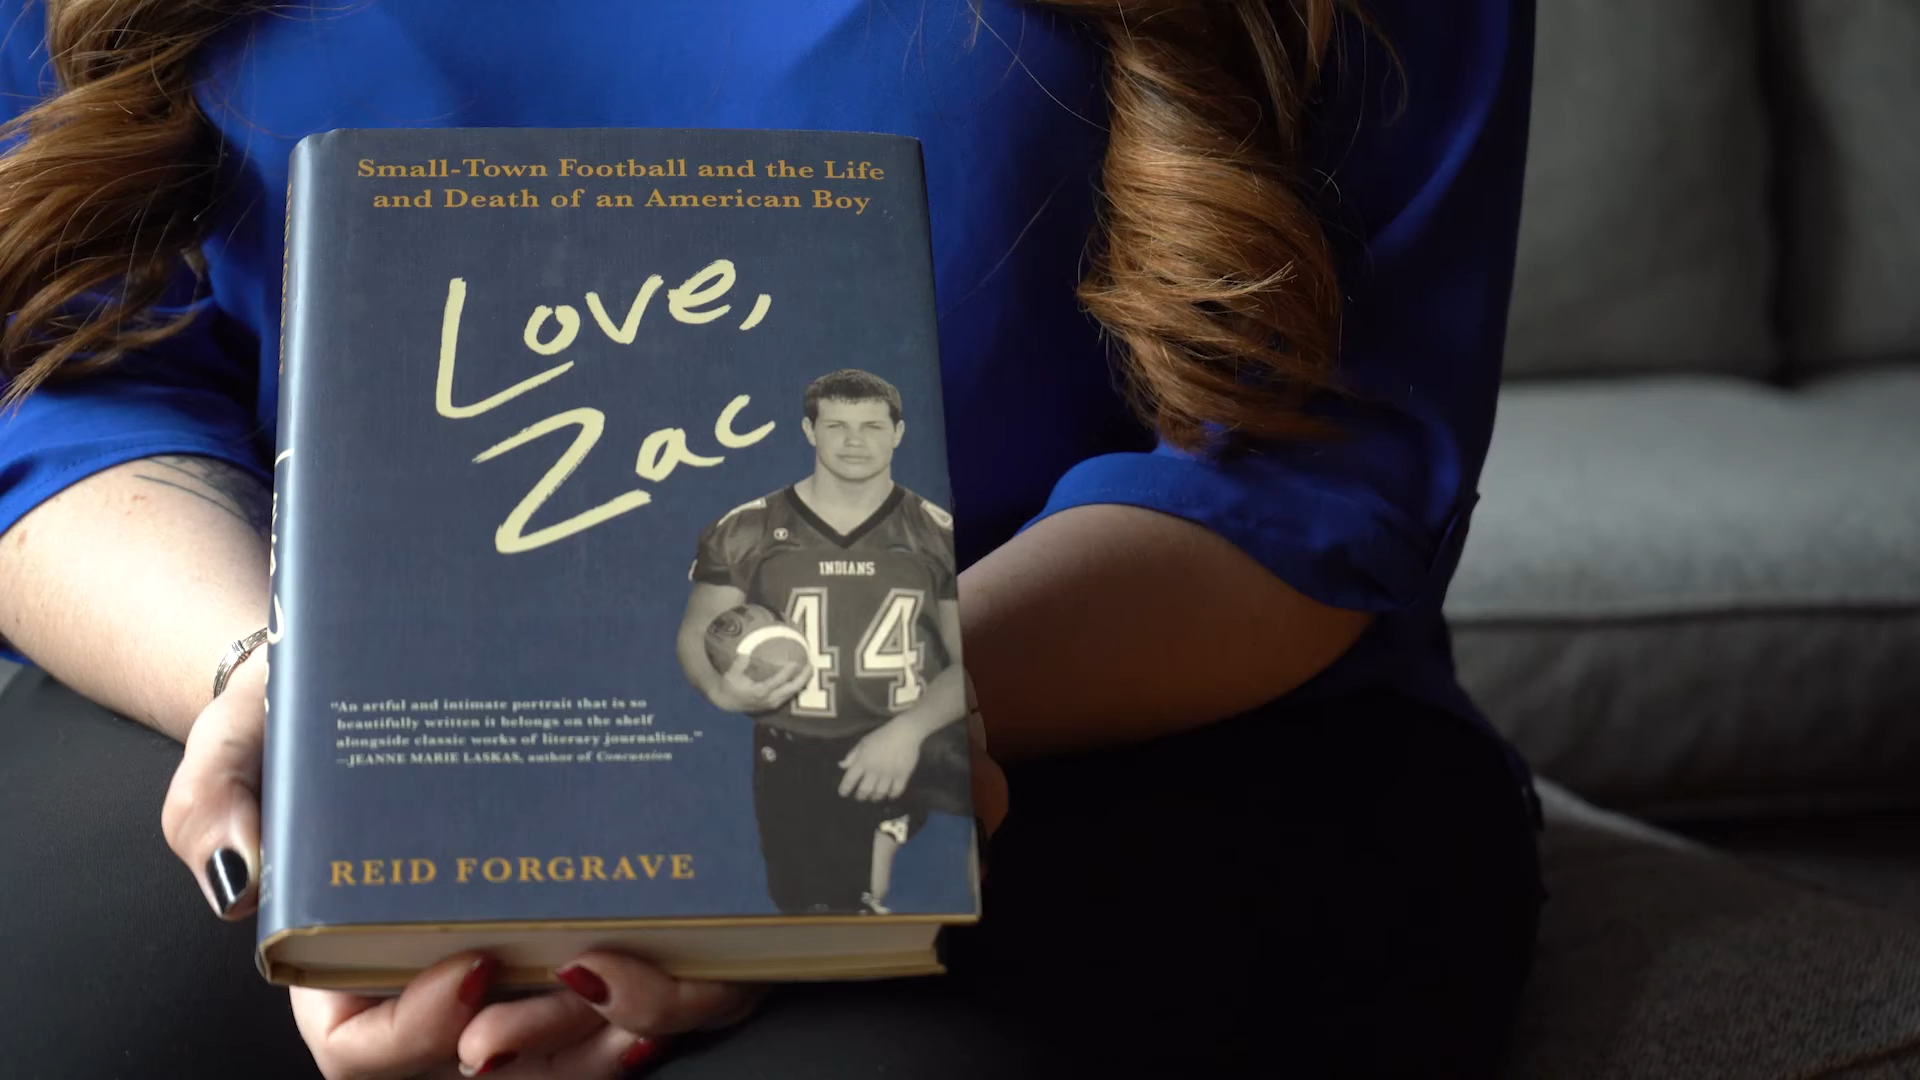 Small-Town Football and the Life
and Death of an American Boy
Love,
Zac
INDIANS
44
"An artful and intimate portrait that is so
beautifully written it belongs on the shelf
alongside classic works of literary journalism."
—JEANNE MARIE LASKAS, author of Concussion
REID FORGRAVE